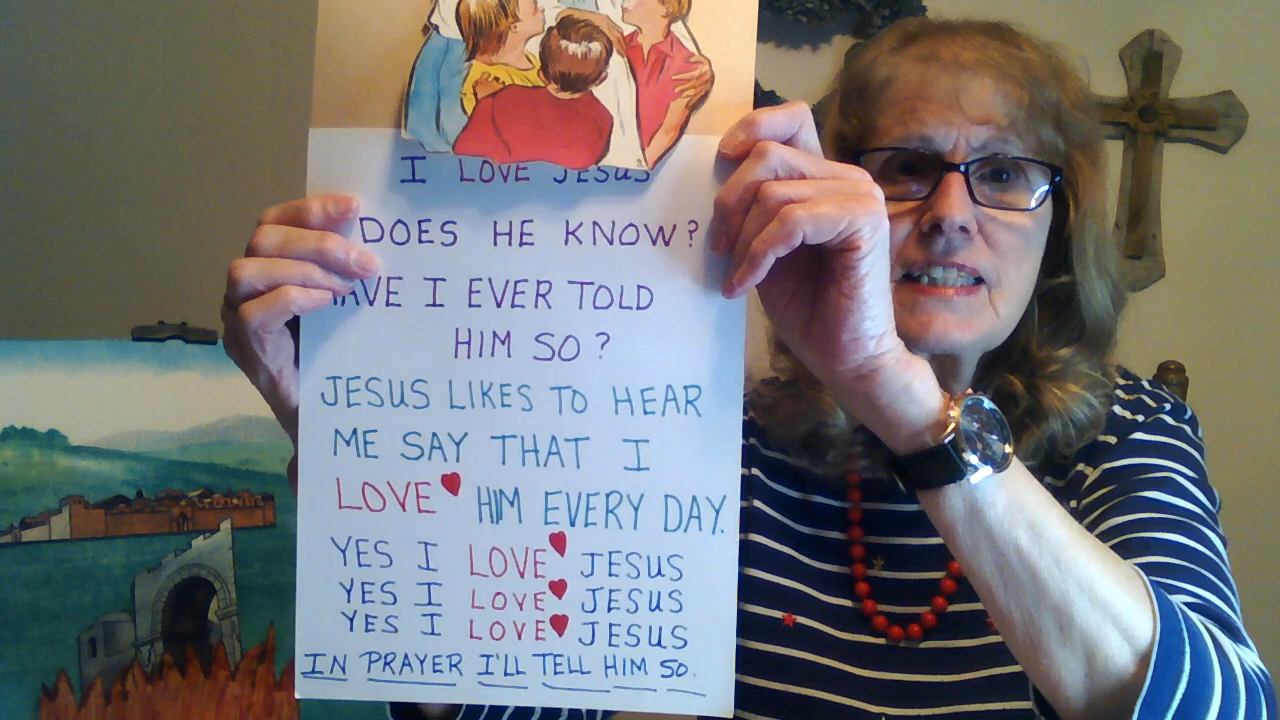 I LOVE JESUS
DOES HE KNOW?
HAVE I EVER TOLD
HIM SO?
JESUS LIKES TO HEAR
ME SAY THAT I
LOVE HIM EVERY DAY.
YES I LOVE JESUS
YES I LOVE JESUS
YES I LOVE JESUS
IN PRAYER I'LL TELL HIM SO.